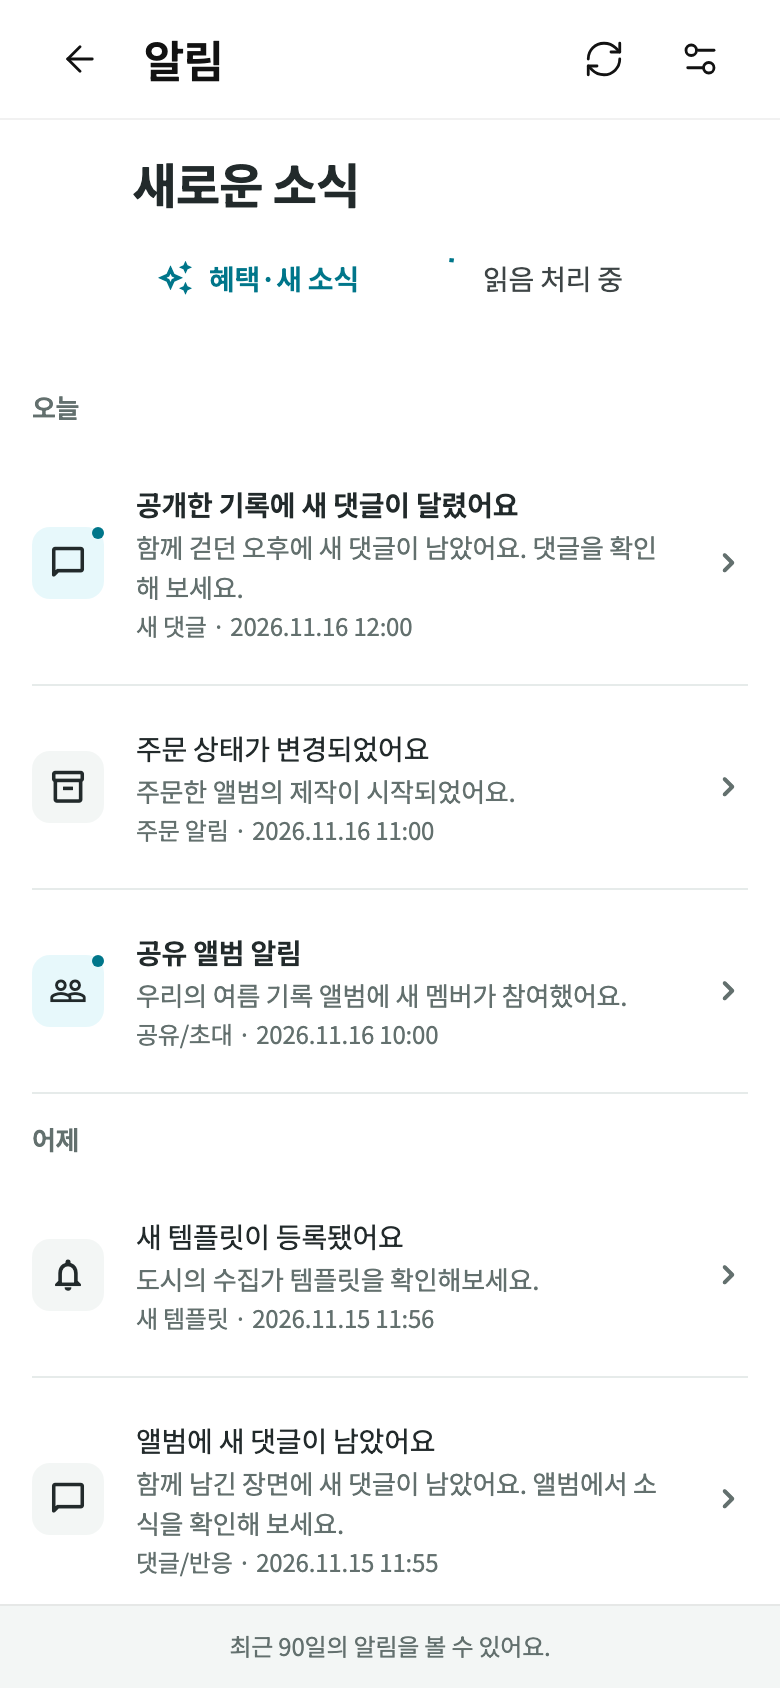 알림
새로운 소식
혜택·새 소식
읽음 처리 중
오늘
공개한 기록에 새 댓글이 달렸어요
함께 걷던 오후에 새 댓글이 남았어요. 댓글을 확인
해 보세요.
새 댓글 · 2026.11.16 12:00
주문 상태가 변경되었어요
주문한 앨범의 제작이 시작되었어요.
주문 알림 · 2026.11.16 11:00
공유 앨범 알림
우리의 여름 기록 앨범에 새 멤버가 참여했어요.
공유/초대 · 2026.11.16 10:00
어제
새 템플릿이 등록됐어요
도시의 수집가 템플릿을 확인해보세요.
새 템플릿 · 2026.11.15 11:56
앨범에 새 댓글이 남았어요
함께 남긴 장면에 새 댓글이 남았어요. 앨범에서 소
식을 확인해 보세요.
댓글/반응 · 2026.11.15 11:55
최근 90일의 알림을 볼 수 있어요.